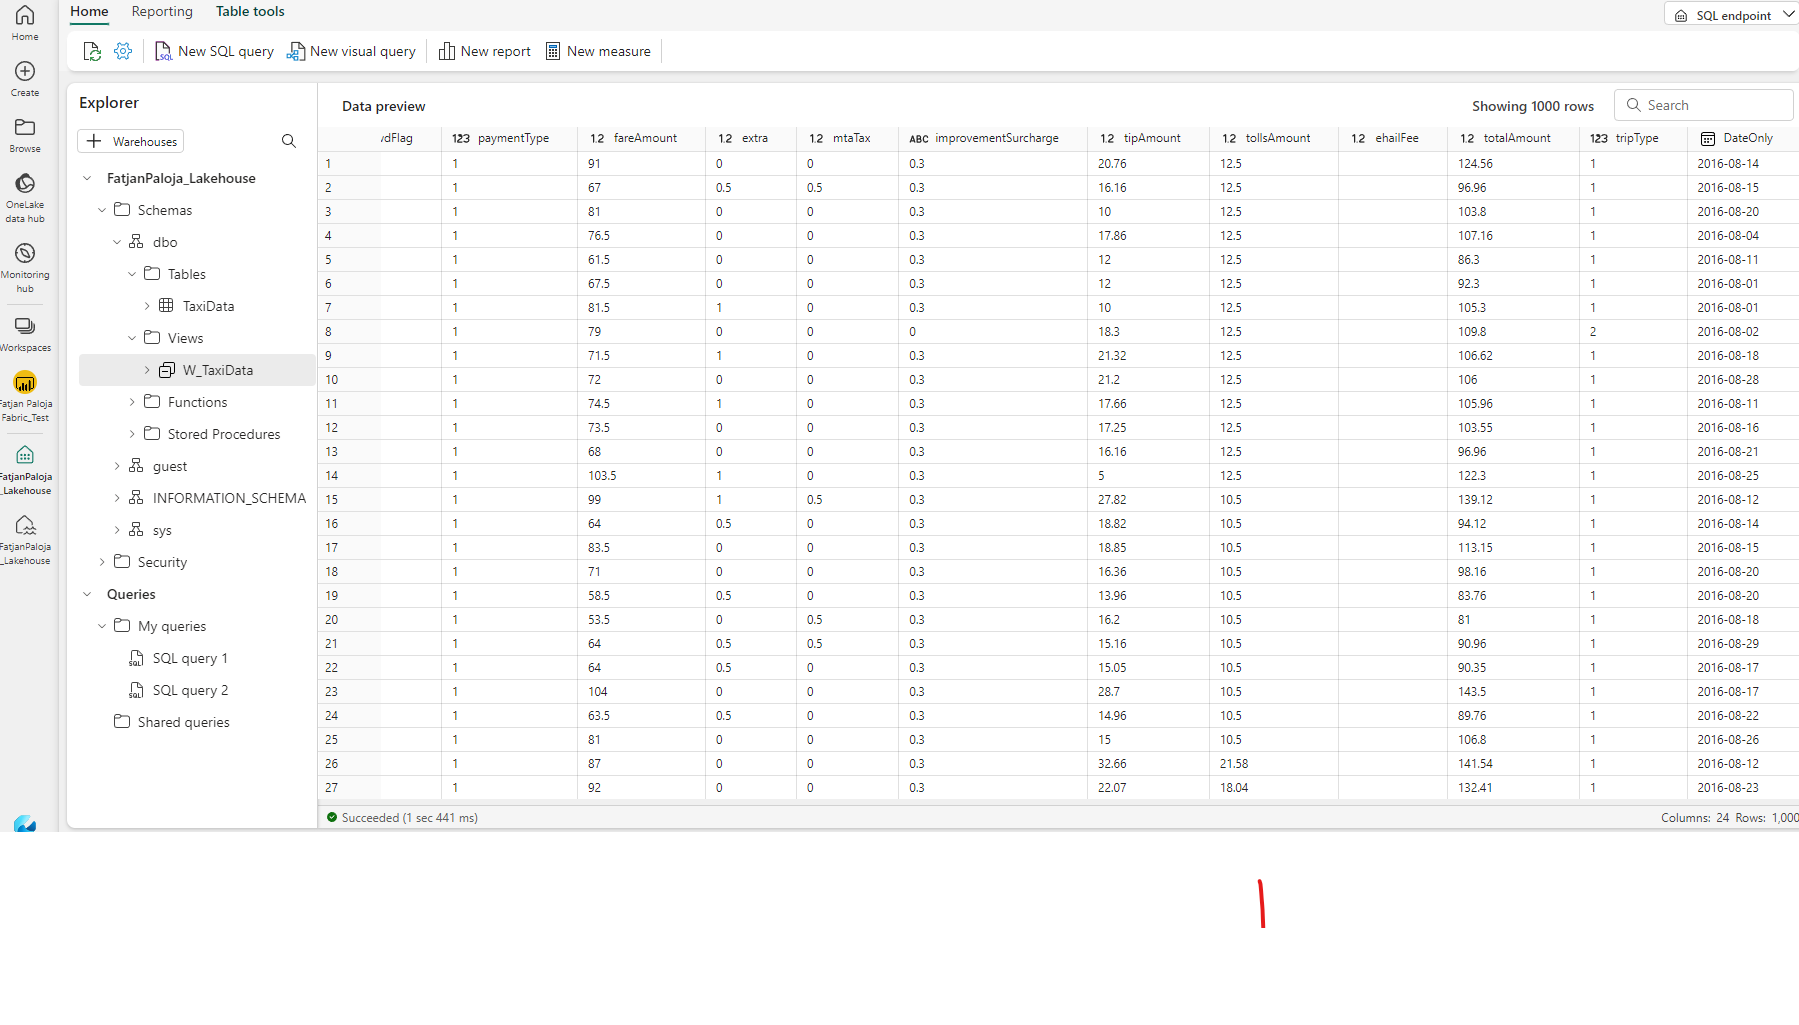 Home Reporting Table tools SQL endpoint
New SQL query New visual query New report New measure
Home
Create
Browse
OneLake
data hub
Monitoring
hub
Workspaces
Fatjan Paloja
Fabric_Test
FatjanPaloja
_Lakehouse
FatjanPaloja
_Lakehouse
Explorer
Warehouses
FatjanPaloja_Lakehouse
Schemas
dbo
Tables
TaxiData
Views
W_TaxiData
Functions
Stored Procedures
guest
INFORMATION_SCHEMA
sys
Security
Queries
My queries
SQL query 1
SQL query 2
Shared queries
Data preview Showing 1000 rows Search
dFlag 123 paymentType 1.2 fareAmount 1.2 extra 1.2 mtaTax ABC improvementSurcharge 1.2 tipAmount 1.2 tollsAmount 1.2 ehailFee 1.2 totalAmount 123 tripType DateOnly
1 1 91 0 0 0.3 20.76 12.5 124.56 1 2016-08-14
2 1 67 0.5 0.5 0.3 16.16 12.5 96.96 1 2016-08-15
3 1 81 0 0 0.3 10 12.5 103.8 1 2016-08-20
4 1 76.5 0 0 0.3 17.86 12.5 107.16 1 2016-08-04
5 1 61.5 0 0 0.3 12 12.5 86.3 1 2016-08-11
6 1 67.5 0 0 0.3 12 12.5 92.3 1 2016-08-01
7 1 81.5 1 0 0.3 10 12.5 105.3 1 2016-08-01
8 1 79 0 0 0 18.3 12.5 109.8 2 2016-08-02
9 1 71.5 1 0 0.3 21.32 12.5 106.62 1 2016-08-18
10 1 72 0 0 0.3 21.2 12.5 106 1 2016-08-28
11 1 74.5 1 0 0.3 17.66 12.5 105.96 1 2016-08-11
12 1 73.5 0 0 0.3 17.25 12.5 103.55 1 2016-08-16
13 1 68 0 0 0.3 16.16 12.5 96.96 1 2016-08-21
14 1 103.5 1 0 0.3 5 12.5 122.3 1 2016-08-25
15 1 99 1 0.5 0.3 27.82 10.5 139.12 1 2016-08-12
16 1 64 0.5 0 0.3 18.82 10.5 94.12 1 2016-08-14
17 1 83.5 0 0 0.3 18.85 10.5 113.15 1 2016-08-15
18 1 71 0 0 0.3 16.36 10.5 98.16 1 2016-08-20
19 1 58.5 0.5 0 0.3 13.96 10.5 83.76 1 2016-08-20
20 1 53.5 0 0.5 0.3 16.2 10.5 81 1 2016-08-18
21 1 64 0.5 0.5 0.3 15.16 10.5 90.96 1 2016-08-29
22 1 64 0.5 0 0.3 15.05 10.5 90.35 1 2016-08-17
23 1 104 0 0 0.3 28.7 10.5 143.5 1 2016-08-17
24 1 63.5 0.5 0 0.3 14.96 10.5 89.76 1 2016-08-22
25 1 81 0 0 0.3 15 10.5 106.8 1 2016-08-26
26 1 87 0 0 0.3 32.66 21.58 141.54 1 2016-08-12
27 1 92 0 0 0.3 22.07 18.04 132.41 1 2016-08-23
Succeeded (1 sec 441 ms) Columns: 24 Rows: 1,000